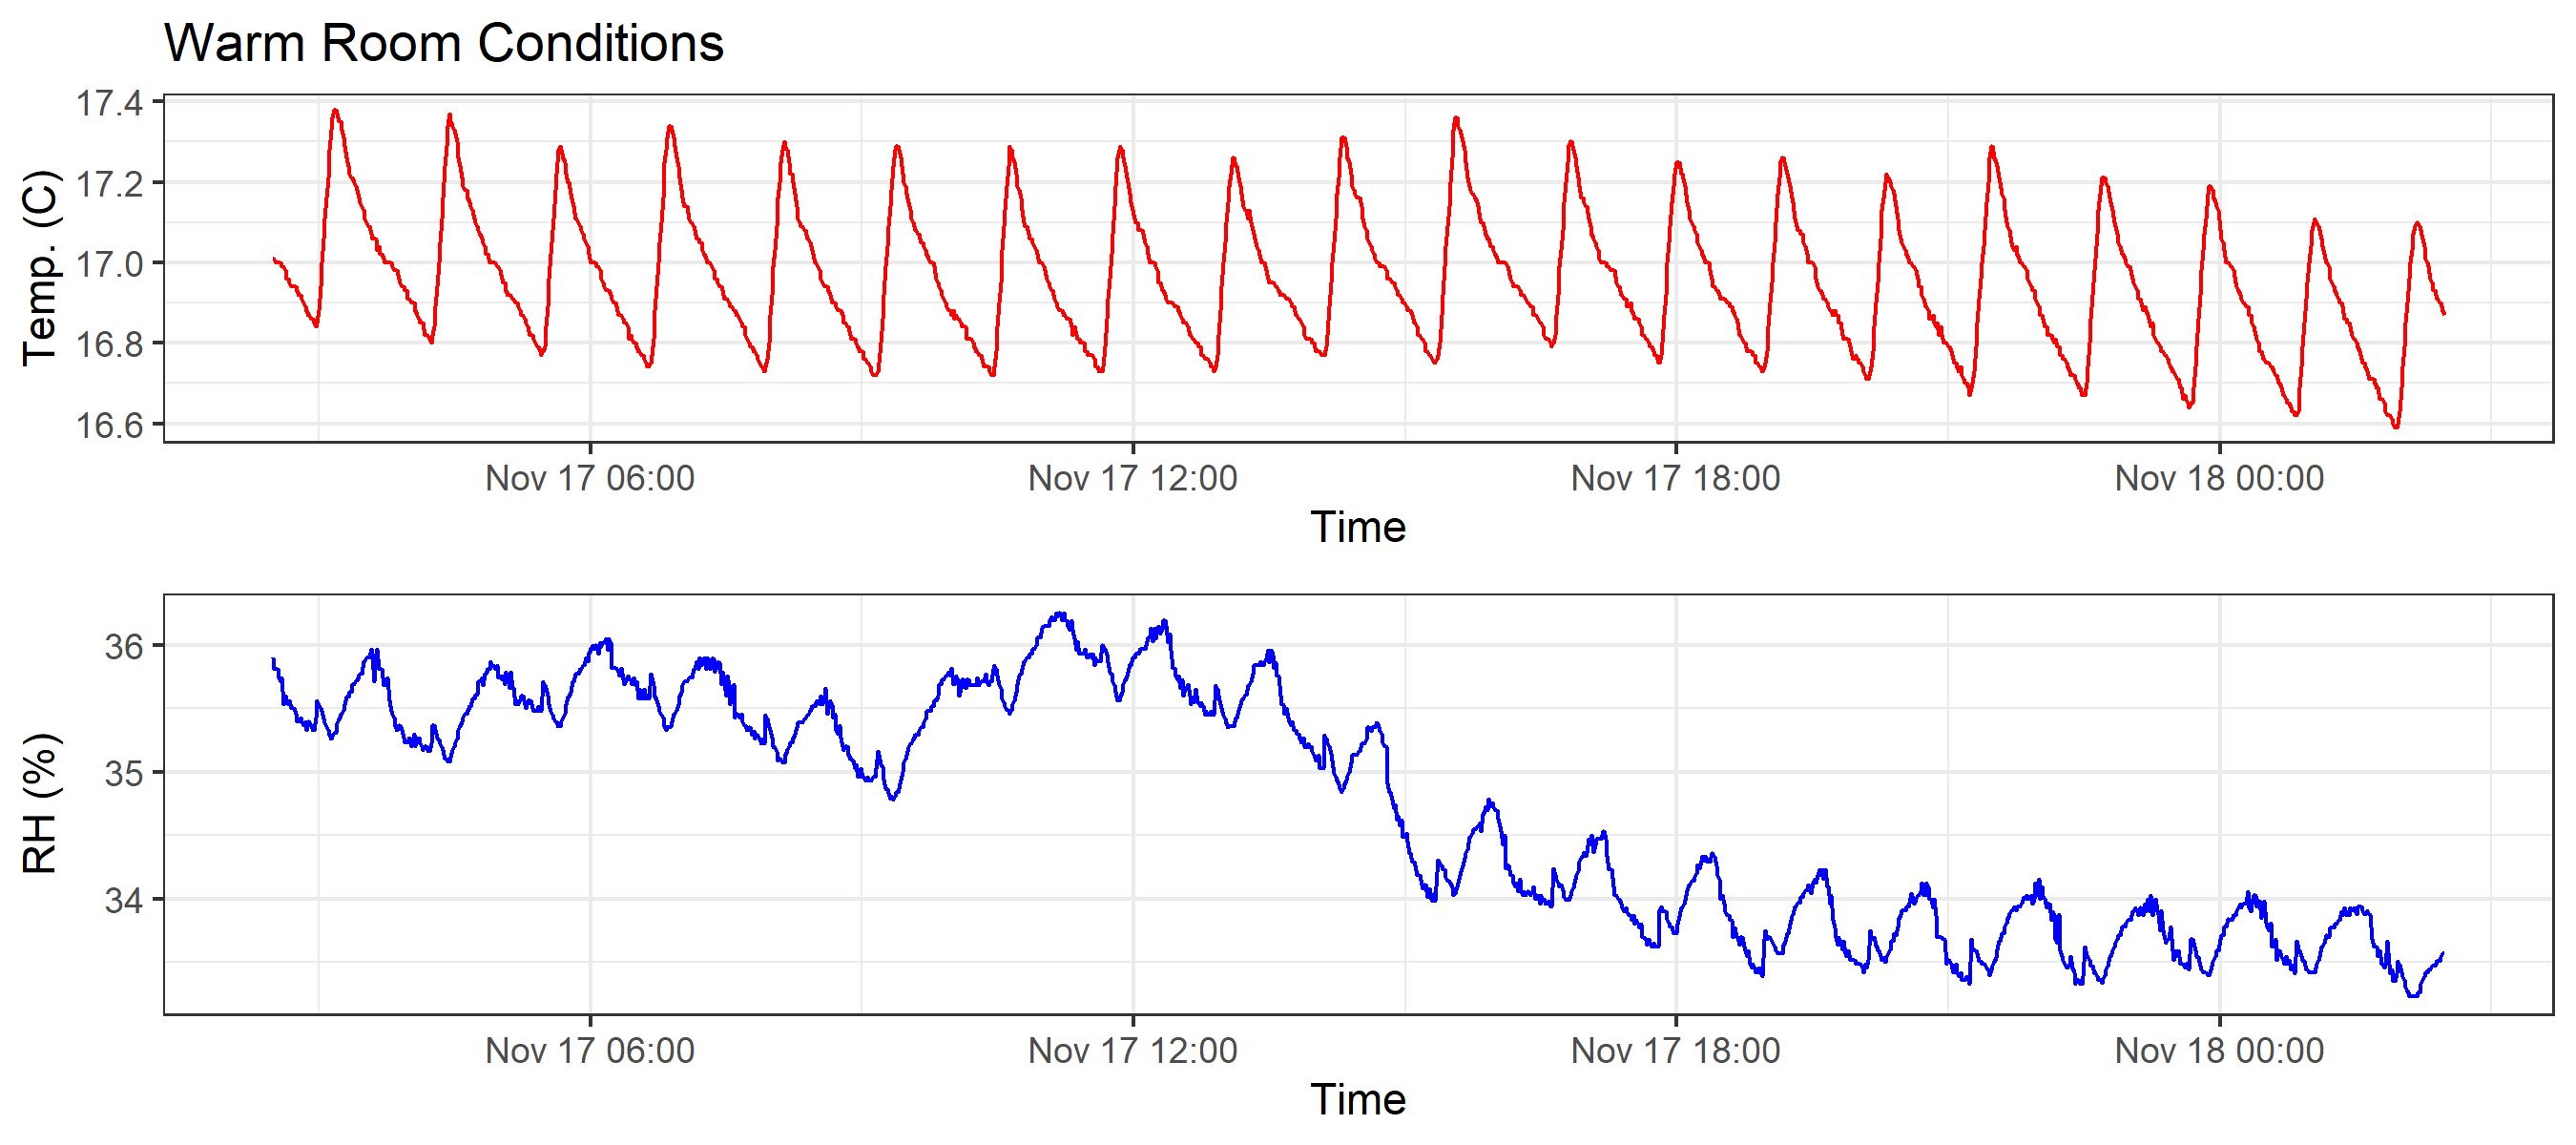 Warm Room Conditions
Temp. (C)
17.4
17.2
17.0
16.8
16.6
Nov 17 06:00 Nov 17 12:00 Nov 17 18:00 Nov 18 00:00
Time
RH (%)
36
35
34
Nov 17 06:00 Nov 17 12:00 Nov 17 18:00 Nov 18 00:00
Time